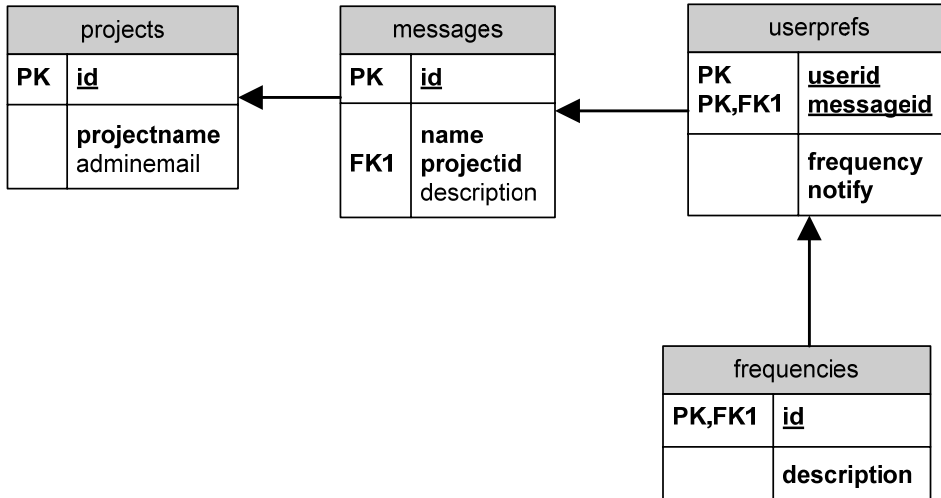 projects
PK id
projectname
adminemail
messages
PK id
name
FK1 projectid
description
userprefs
PK userid
PK,FK1 messageid
frequency
notify
frequencies
PK,FK1 id
description